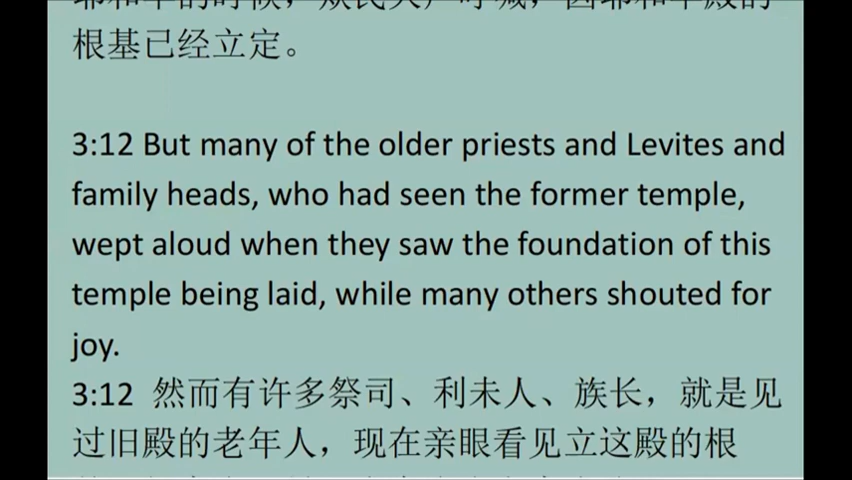 根基已经立定。
3:12 But many of the older priests and Levites and
family heads, who had seen the former temple,
wept aloud when they saw the foundation of this
temple being laid, while many others shouted for
joy.
3:12 然而有许多祭司、利未人、族长，就是见
过旧殿的老年人，现在亲眼看见立这殿的根